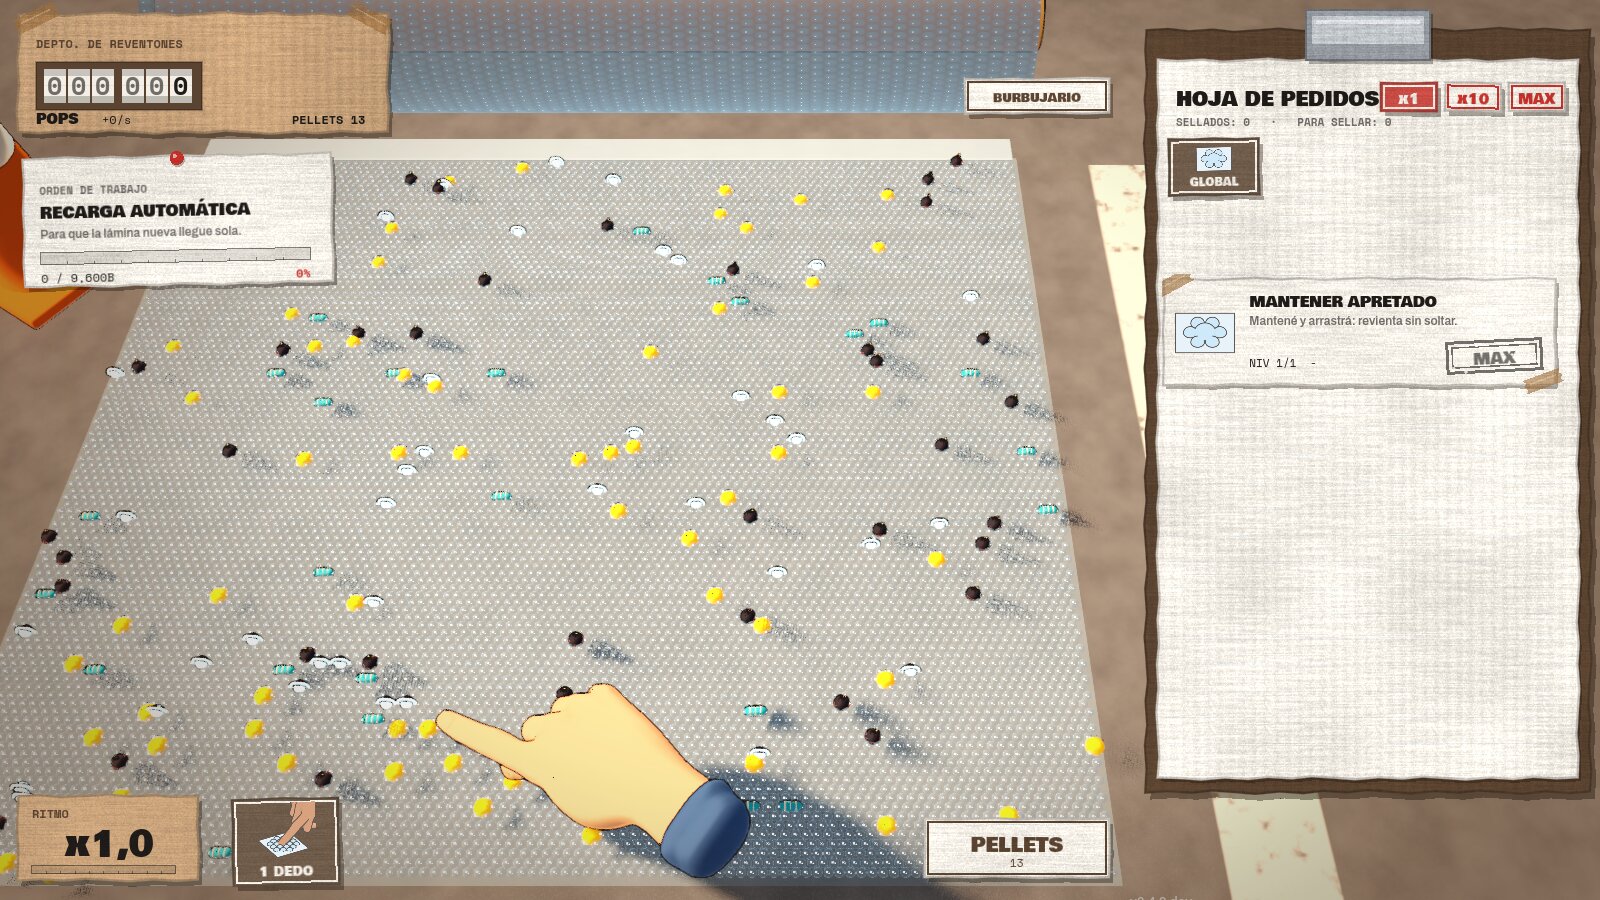 DEPTO. DE REVENTONES
000 000
POPS +0/s PELLETS 13
ORDEN DE TRABAJO
RECARGA AUTOMÁTICA
Para que la lámina nueva llegue sola.
0 / 9.600B 0%
BURBUJARIO
HOJA DE PEDIDOS x1 x10 MAX
SELLADOS: 0 · PARA SELLAR: 0
GLOBAL
MANTENER APRETADO
Mantené y arrastrá: revienta sin soltar.
NIV 1/1 -
MAX
RITMO
x1,0
1 DEDO
PELLETS
13